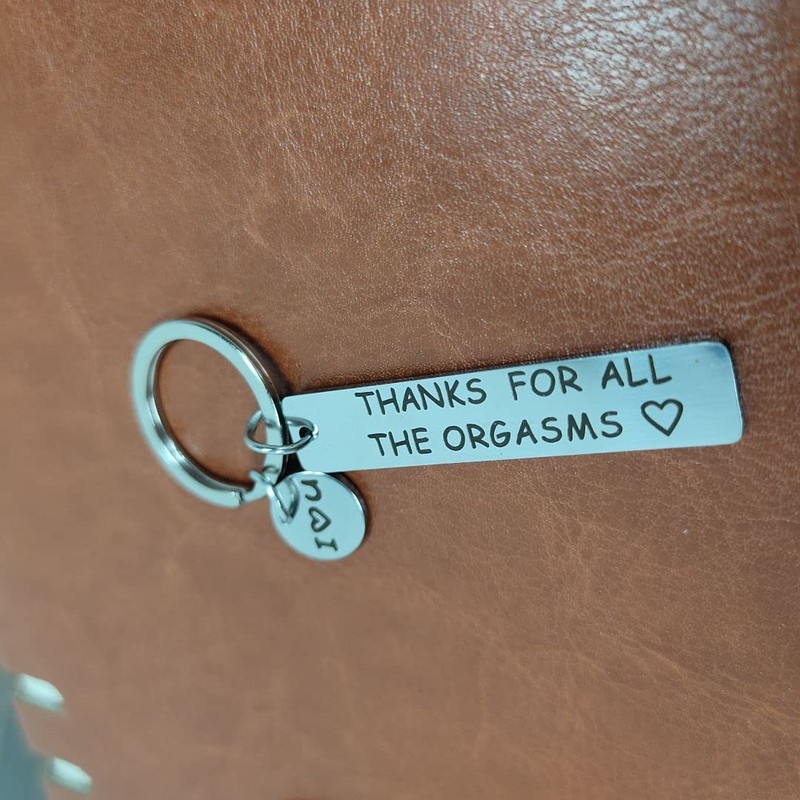 THANKS FOR ALL
THE ORGASMS ♡
I ♡ U